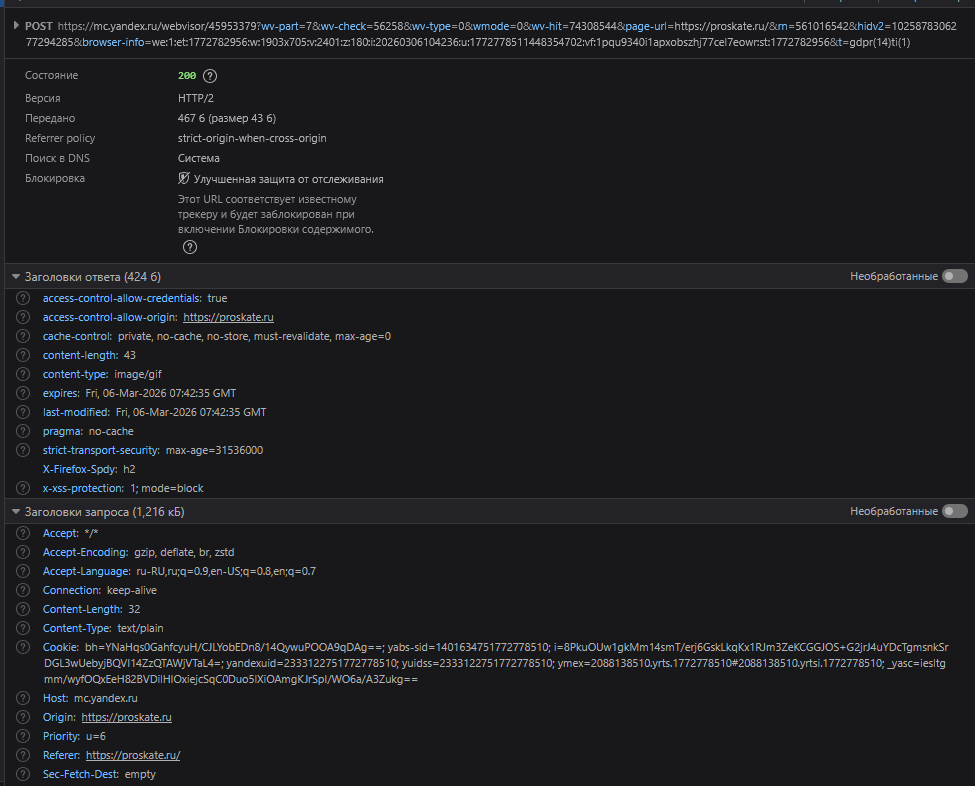 POST https://mc.yandex.ru/webvisor/45953379?wv-part=7&wv-check=56258&wv-type=0&wmode=0&wv-hit=74308544&page-url=https://proskate.ru/&rn=561016542&hidv2=10258783062
77294285&browser-info=we:1:et:1772782956:w:1903x705:v:2401:z:180:i:20260306104236:u:1772778511448354702:vf:1pqu9340i1apxobszhj77cel7eowr:st:1772782956&t=gdpr(14)ti(1)
Состояние 200
Версия HTTP/2
Передано 467 б (размер 43 б)
Referrer policy strict-origin-when-cross-origin
Поиск в DNS Система
Блокировка Улучшенная защита от отслеживания
Этот URL соответствует известному
трекеру и будет заблокирован при
включении Блокировки содержимого.
Заголовки ответа (424 б) Необработанные
access-control-allow-credentials: true
access-control-allow-origin: https://proskate.ru
cache-control: private, no-cache, no-store, must-revalidate, max-age=0
content-length: 43
content-type: image/gif
expires: Fri, 06-Mar-2026 07:42:35 GMT
last-modified: Fri, 06-Mar-2026 07:42:35 GMT
pragma: no-cache
strict-transport-security: max-age=31536000
X-Firefox-Spdy: h2
x-xss-protection: 1; mode=block
Заголовки запроса (1,216 кБ) Необработанные
Accept: */*
Accept-Encoding: gzip, deflate, br, zstd
Accept-Language: ru-RU,ru;q=0.9,en-US;q=0.8,en;q=0.7
Connection: keep-alive
Content-Length: 32
Content-Type: text/plain
Cookie: bh=YNaHqs0GahfcyuH/CJLYobEDn8/14QywuPOOA9qDAg==; yabs-sid=1401634751772778510; i=8PkuOUw1gkMm14smT/erj6GskLkqKx1RJm3ZeKCGGJOS+G2jrJ4uYDcTgmsnkSr
DGL3wUebyjBQVI14ZzQTAWjVTaL4=; yandexuid=2333122751772778510; yuidss=2333122751772778510; ymex=2088138510.yrts.1772778510#2088138510.yrtsi.1772778510; _yasc=iesltg
mm/wyfOQxEeH82BVDilHIOxiejcSqC0Duo5lXiOAmgKJrSpI/WO6a/A3Zukg==
Host: mc.yandex.ru
Origin: https://proskate.ru
Priority: u=6
Referer: https://proskate.ru/
Sec-Fetch-Dest: empty